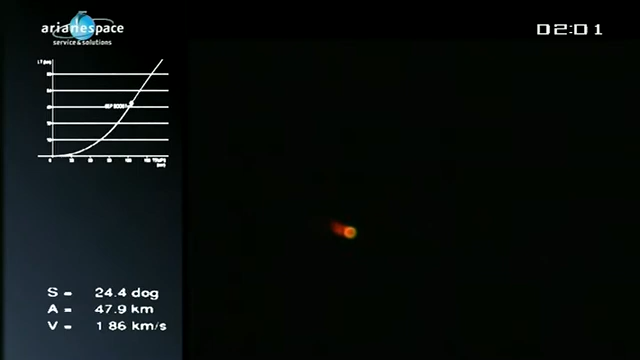 arianespace
service & solutions
02:01
S = 24.4 dog
A = 47.9 km
V = 1.86 km/s